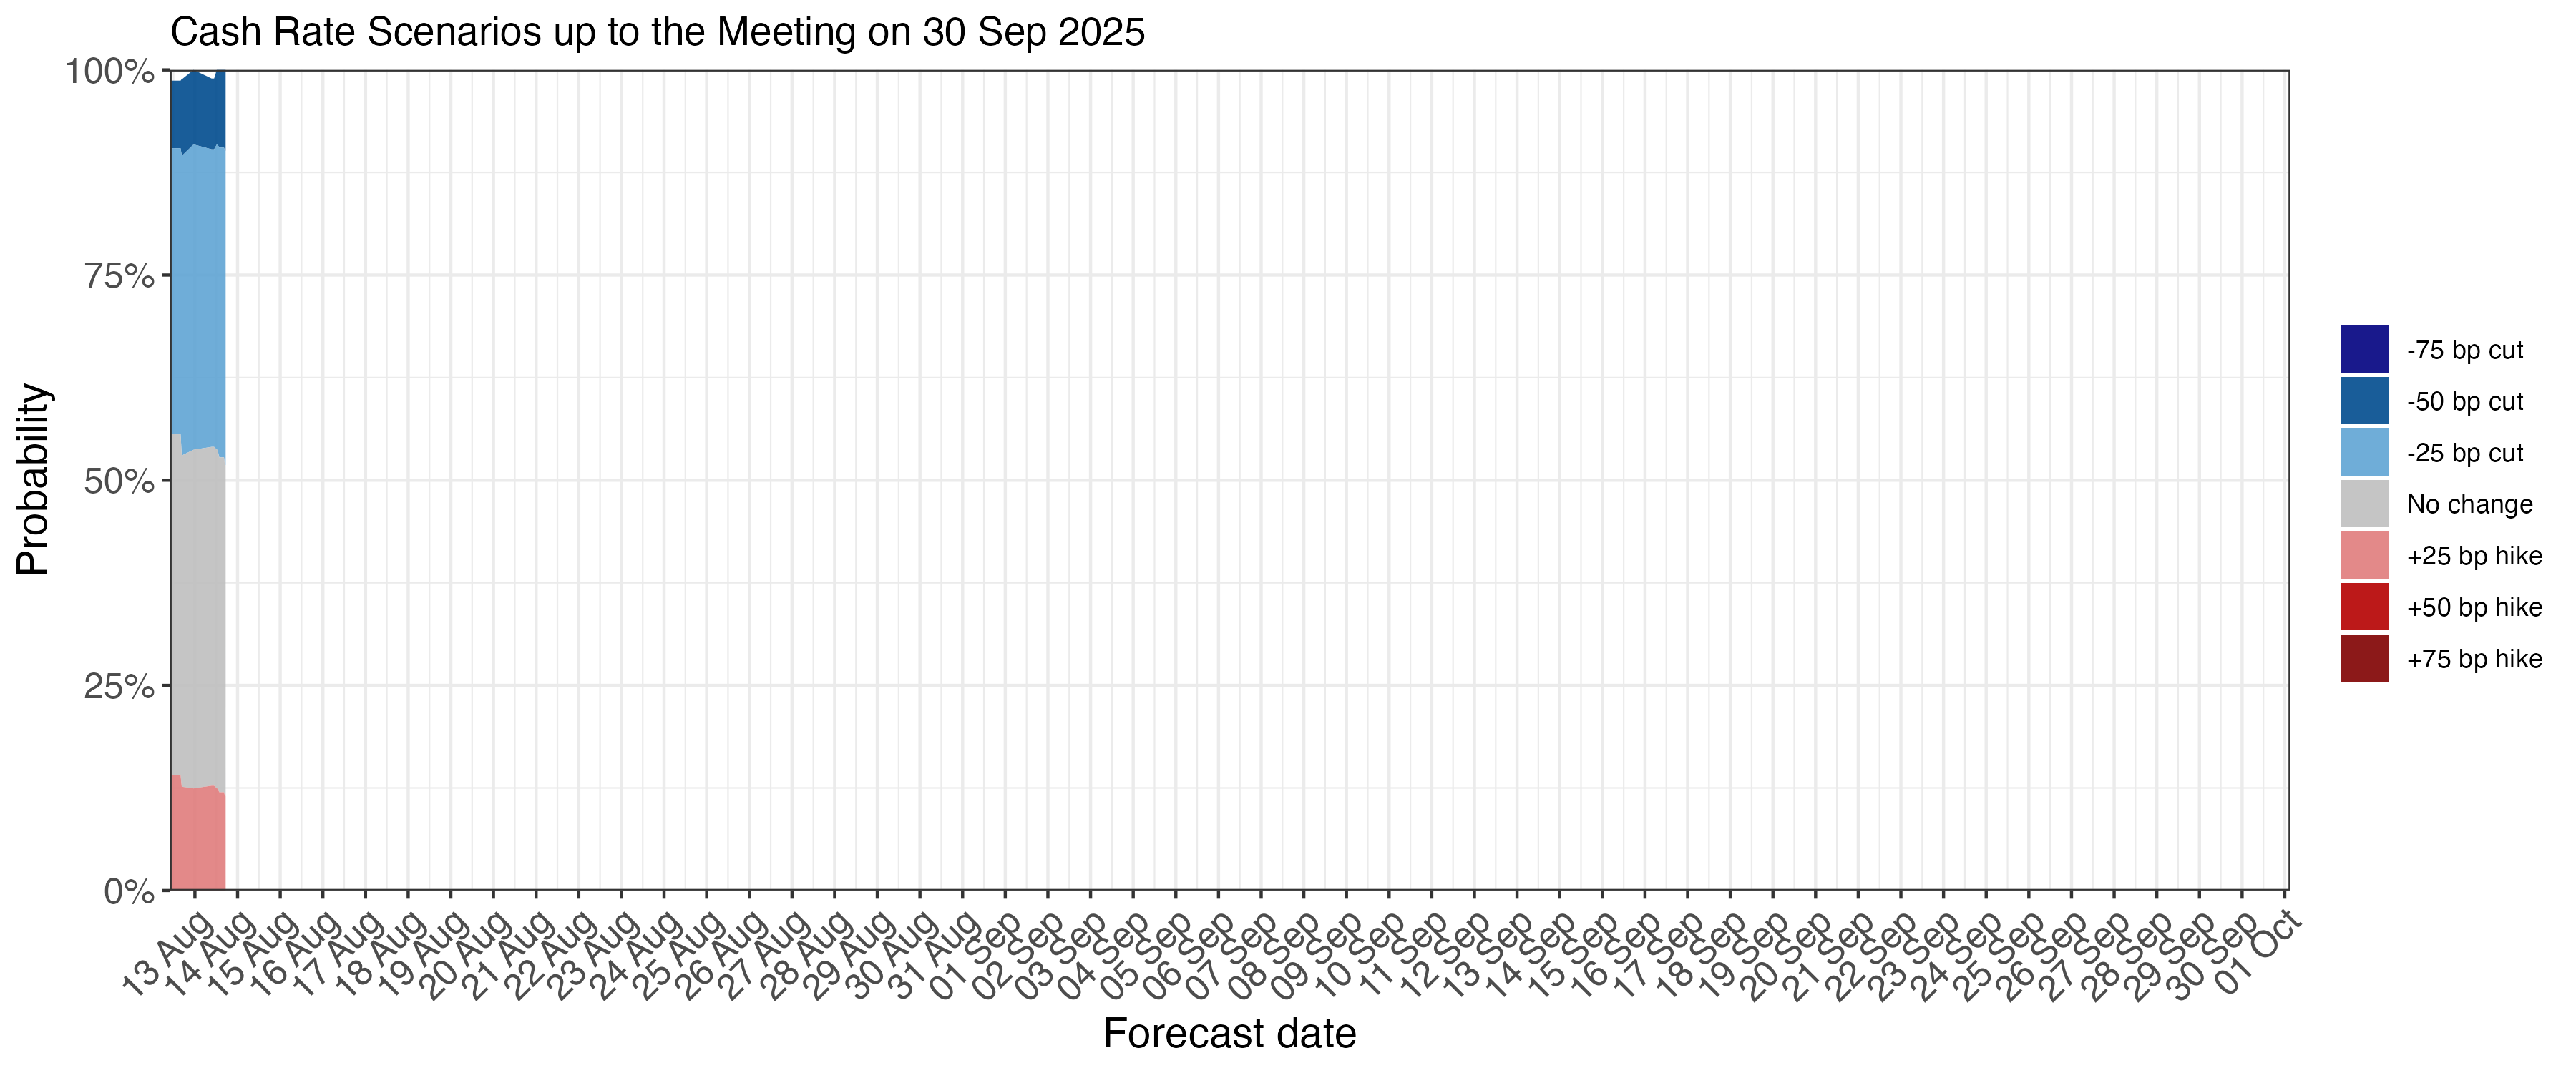 Cash Rate Scenarios up to the Meeting on 30 Sep 2025
100%
75%
50%
25%
0%
Probability
13 Aug
14 Aug
15 Aug
16 Aug
17 Aug
18 Aug
19 Aug
20 Aug
21 Aug
22 Aug
23 Aug
24 Aug
25 Aug
26 Aug
27 Aug
28 Aug
29 Aug
30 Aug
31 Aug
01 Sep
02 Sep
03 Sep
04 Sep
05 Sep
06 Sep
07 Sep
08 Sep
09 Sep
10 Sep
11 Sep
12 Sep
13 Sep
14 Sep
15 Sep
16 Sep
17 Sep
18 Sep
19 Sep
20 Sep
21 Sep
22 Sep
23 Sep
24 Sep
25 Sep
26 Sep
27 Sep
28 Sep
29 Sep
30 Sep
01 Oct
Forecast date
-75 bp cut
-50 bp cut
-25 bp cut
No change
+25 bp hike
+50 bp hike
+75 bp hike